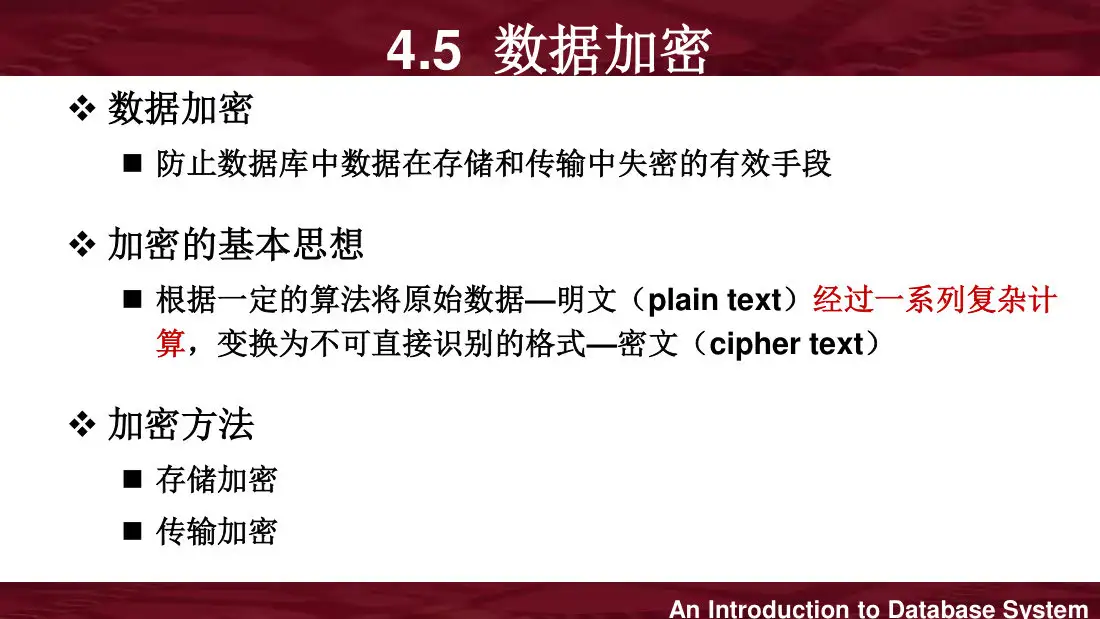 4.5 数据加密
❖ 数据加密
■ 防止数据库中数据在存储和传输中失密的有效手段
❖ 加密的基本思想
■ 根据一定的算法将原始数据—明文（plain text）经过一系列复杂计
算，变换为不可直接识别的格式—密文（cipher text）
❖ 加密方法
■ 存储加密
■ 传输加密
An Introduction to Database System